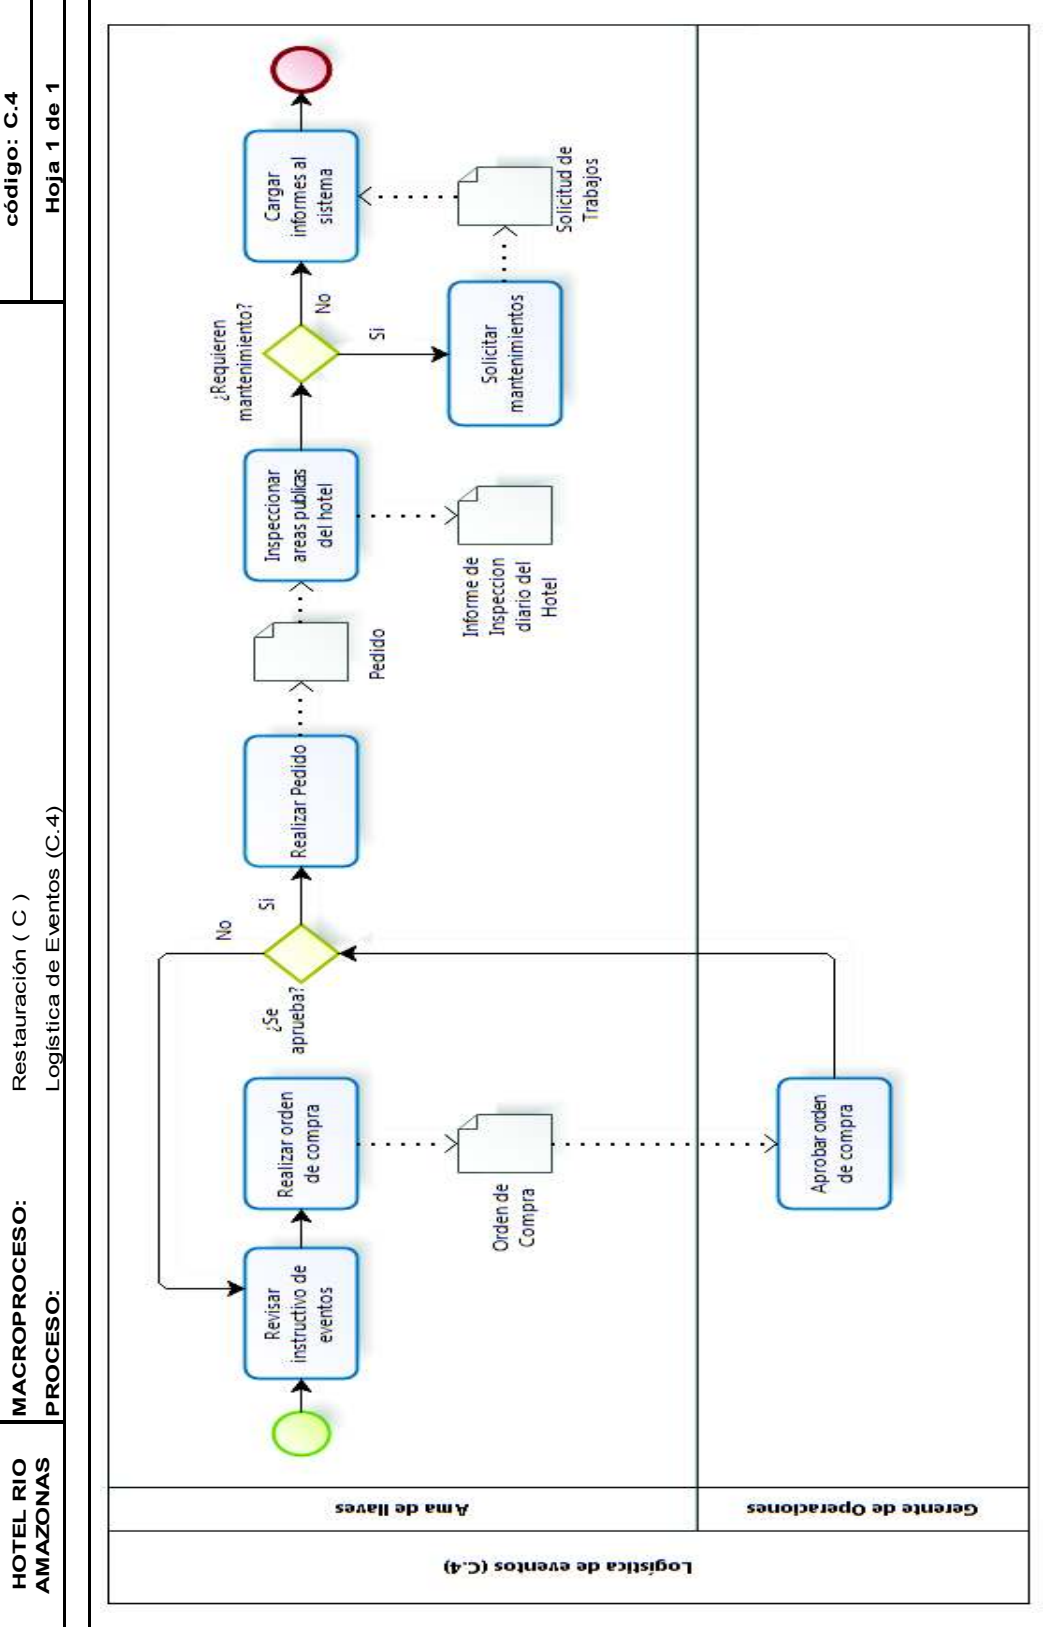 HOTEL RIO
AMAZONAS
MACROPROCESO:
Restauración ( C )
PROCESO:
Logística de Eventos (C.4)
código: C.4
Hoja 1 de 1
Logística de eventos (C.4)
Ama de llaves
Gerente de Operaciones
Revisar
instructivo de
eventos
Realizar orden
de compra
Orden de
Compra
Aprobar orden
de compra
¿Se
aprueba?
No
Si
Realizar Pedido
Pedido
Inspeccionar
areas publicas
del hotel
Informe de
Inspeccion
diario del
Hotel
¿Requieren
mantenimiento?
No
Si
Solicitar
mantenimientos
Solicitud de
Trabajos
Cargar
informes al
sistema